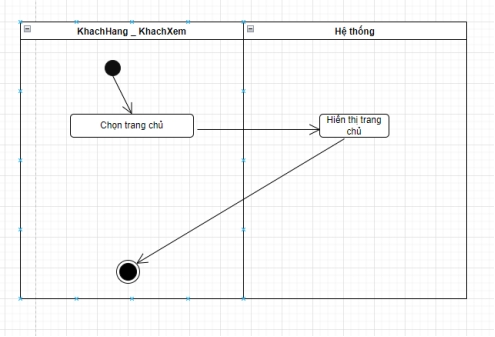 KhachHang _ KhachXem
Hệ thống
Chọn trang chủ
Hiển thị trang
chủ